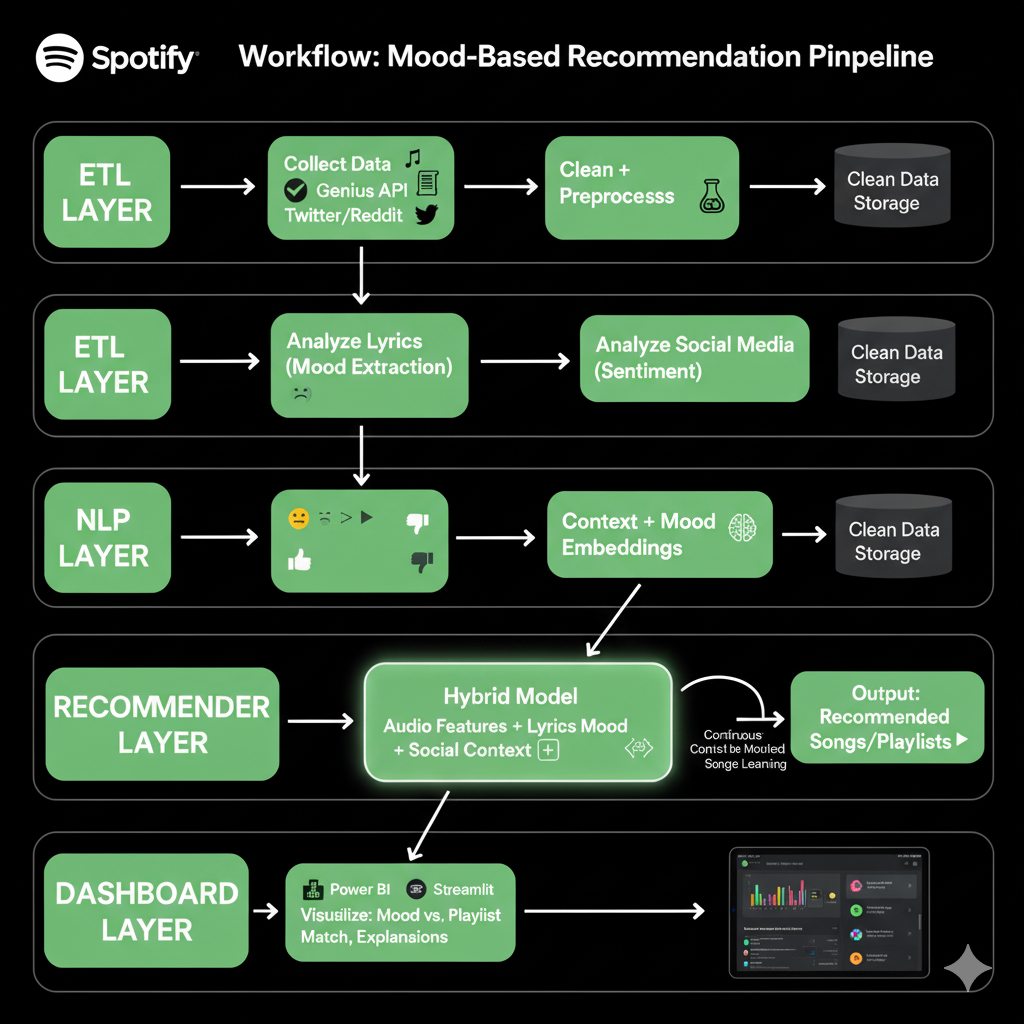 Spotify
Workflow: Mood-Based Recommendation Pinpeline
ETL
LAYER
Collect Data
Genius API
Twitter/Reddit
Clean +
Preprocesss
Clean Data
Storage
ETL
LAYER
Analyze Lyrics
(Mood Extraction)
Analyze Social Media
(Sentiment)
Clean Data
Storage
NLP
LAYER
Context + Mood
Embeddings
Clean Data
Storage
RECOMMENDER
LAYER
Hybrid Model
Audio Features + Lyrics Mood
+ Social Context
Continuous
Contst be Mouled
Songe Leaming
Output:
Recommended
Songs/Playlists
DASHBOARD
LAYER
Power BI
Streamlit
Visuilize: Mood vs. Playlist
Match, Explansions